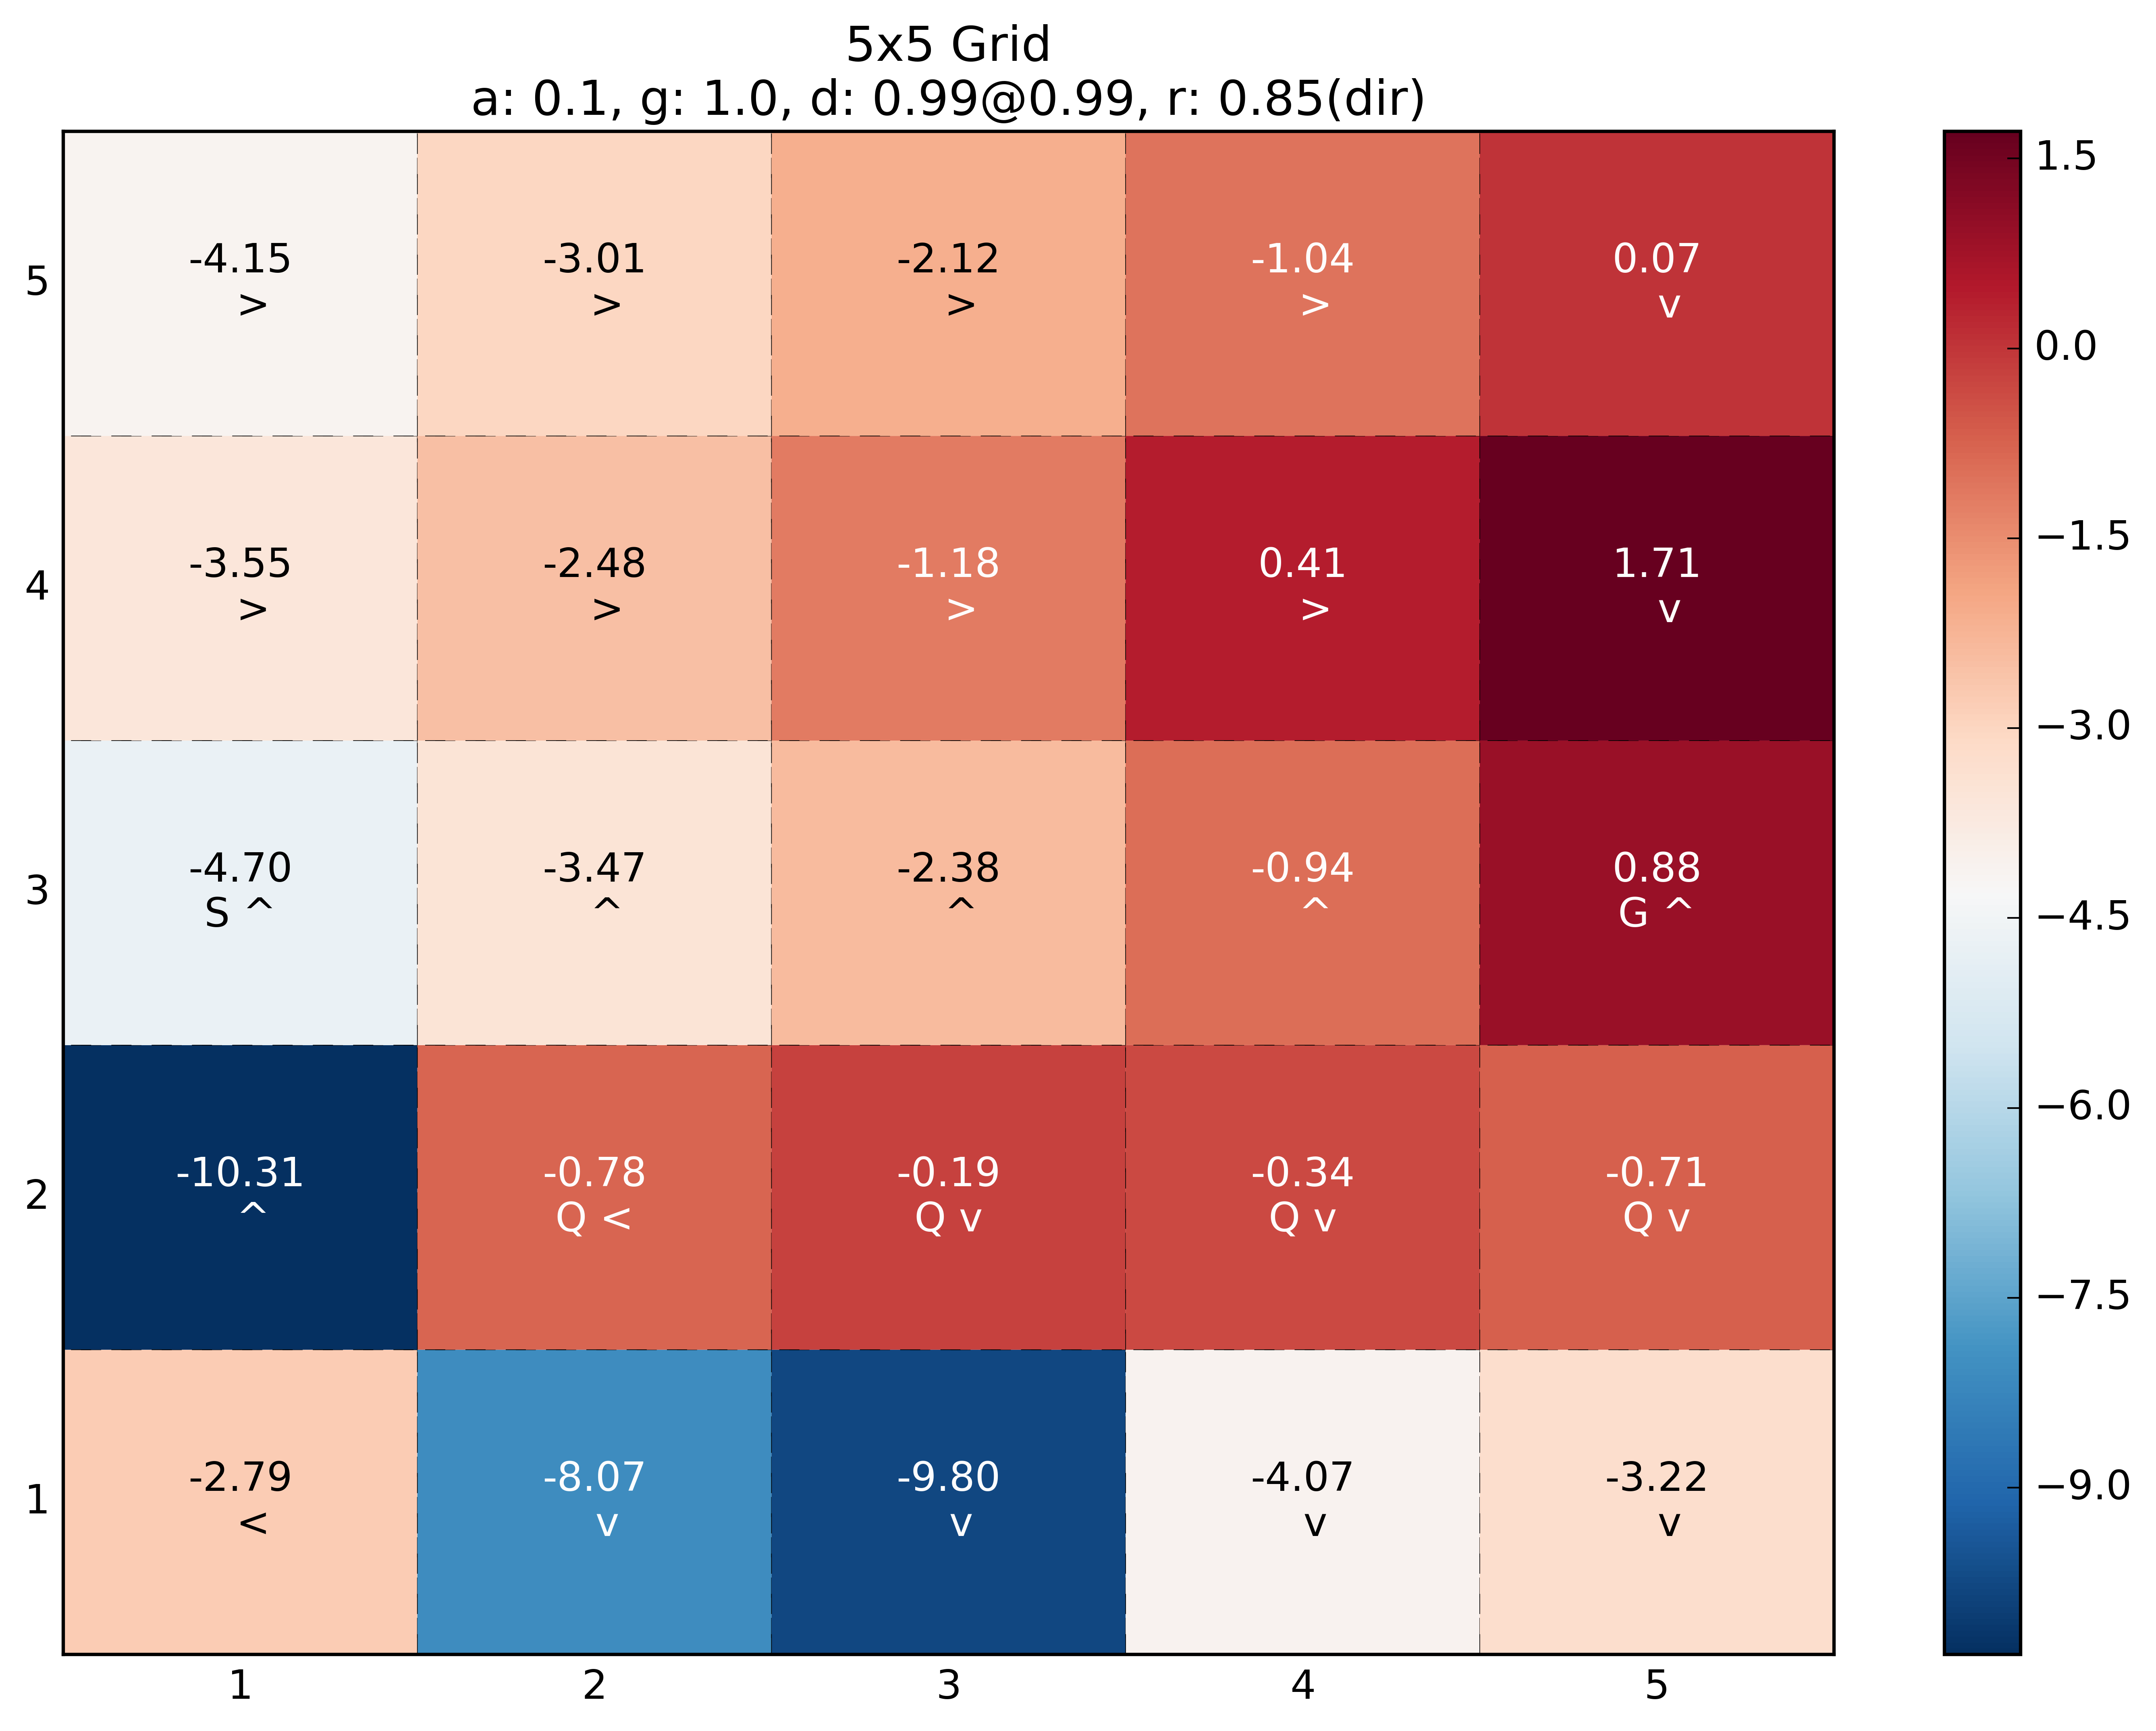 5x5 Grid
a: 0.1, g: 1.0, d: 0.99@0.99, r: 0.85(dir)
5 -4.15 -3.01 -2.12 -1.04 0.07
> > > > v
4 -3.55 -2.48 -1.18 0.41 1.71
> > > > v
3 -4.70 -3.47 -2.38 -0.94 0.88
S ^ ^ ^ ^ G ^
2 -10.31 -0.78 -0.19 -0.34 -0.71
^ Q < Q v Q v Q v
1 -2.79 -8.07 -9.80 -4.07 -3.22
< v v v v
1 2 3 4 5
1.5
0.0
−1.5
−3.0
−4.5
−6.0
−7.5
−9.0